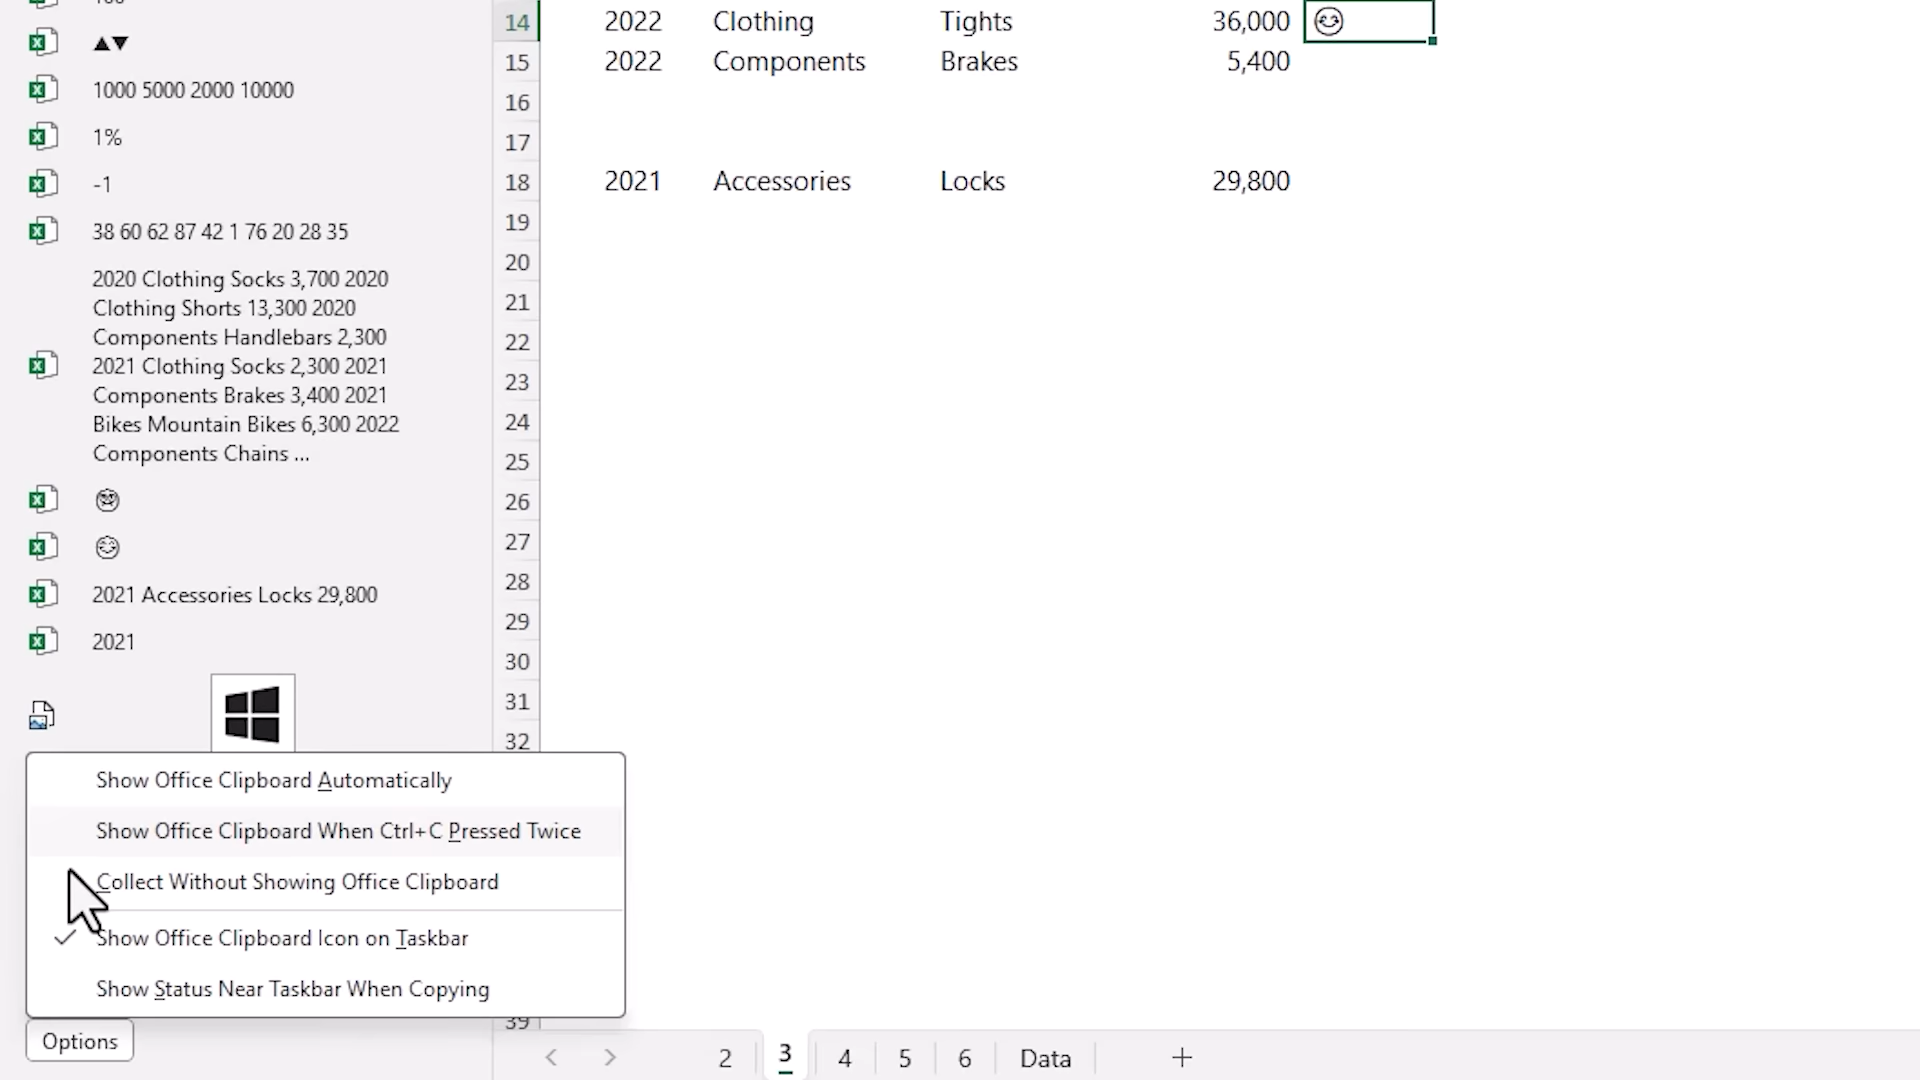 ▲▼
1000 5000 2000 10000
1%
-1
38 60 62 87 42 1 76 20 28 35
2020 Clothing Socks 3,700 2020
Clothing Shorts 13,300 2020
Components Handlebars 2,300
2021 Clothing Socks 2,300 2021
Components Brakes 3,400 2021
Bikes Mountain Bikes 6,300 2022
Components Chains ...
2021 Accessories Locks 29,800
2021
Show Office Clipboard Automatically
Show Office Clipboard When Ctrl+C Pressed Twice
Collect Without Showing Office Clipboard
Show Office Clipboard Icon on Taskbar
Show Status Near Taskbar When Copying
Options
14 2022 Clothing Tights 36,000 😊
15 2022 Components Brakes 5,400
16
17
18 2021 Accessories Locks 29,800
19
20
21
22
23
24
25
26
27
28
29
30
31
32
39
2 3 4 5 6 Data +